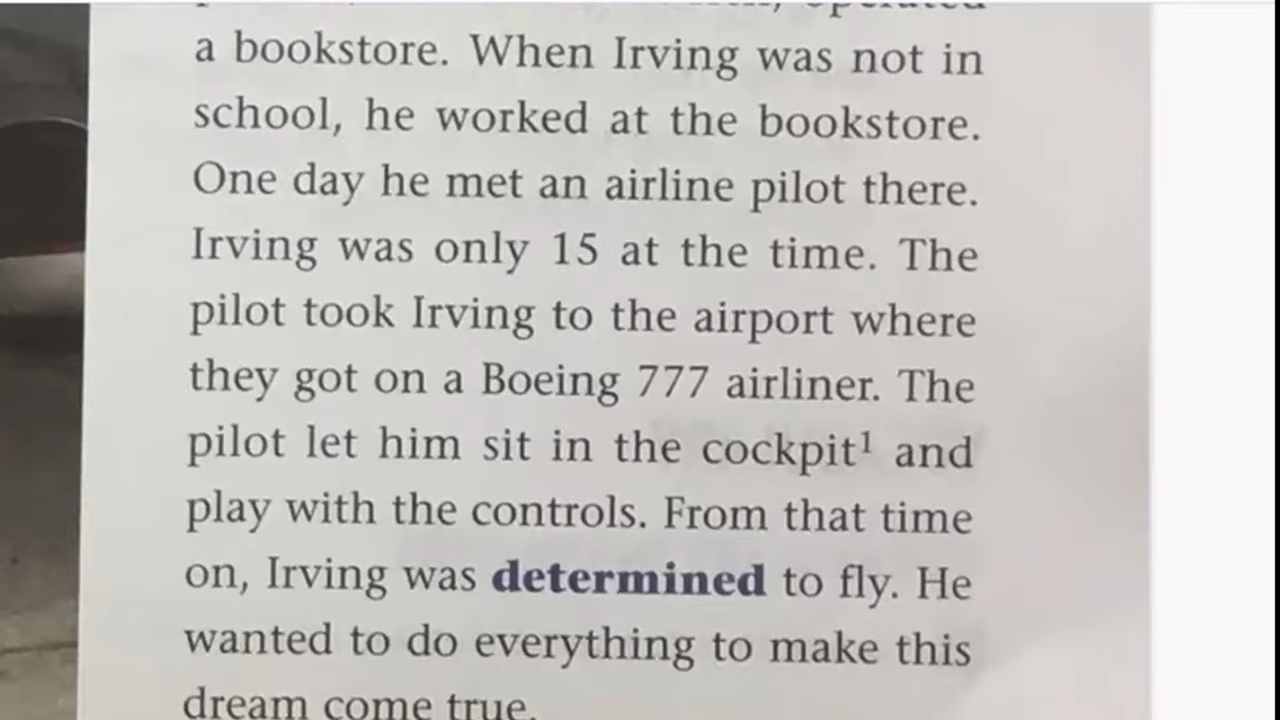 a bookstore. When Irving was not in
school, he worked at the bookstore.
One day he met an airline pilot there.
Irving was only 15 at the time. The
pilot took Irving to the airport where
they got on a Boeing 777 airliner. The
pilot let him sit in the cockpit¹ and
play with the controls. From that time
on, Irving was determined to fly. He
wanted to do everything to make this
dream come true.